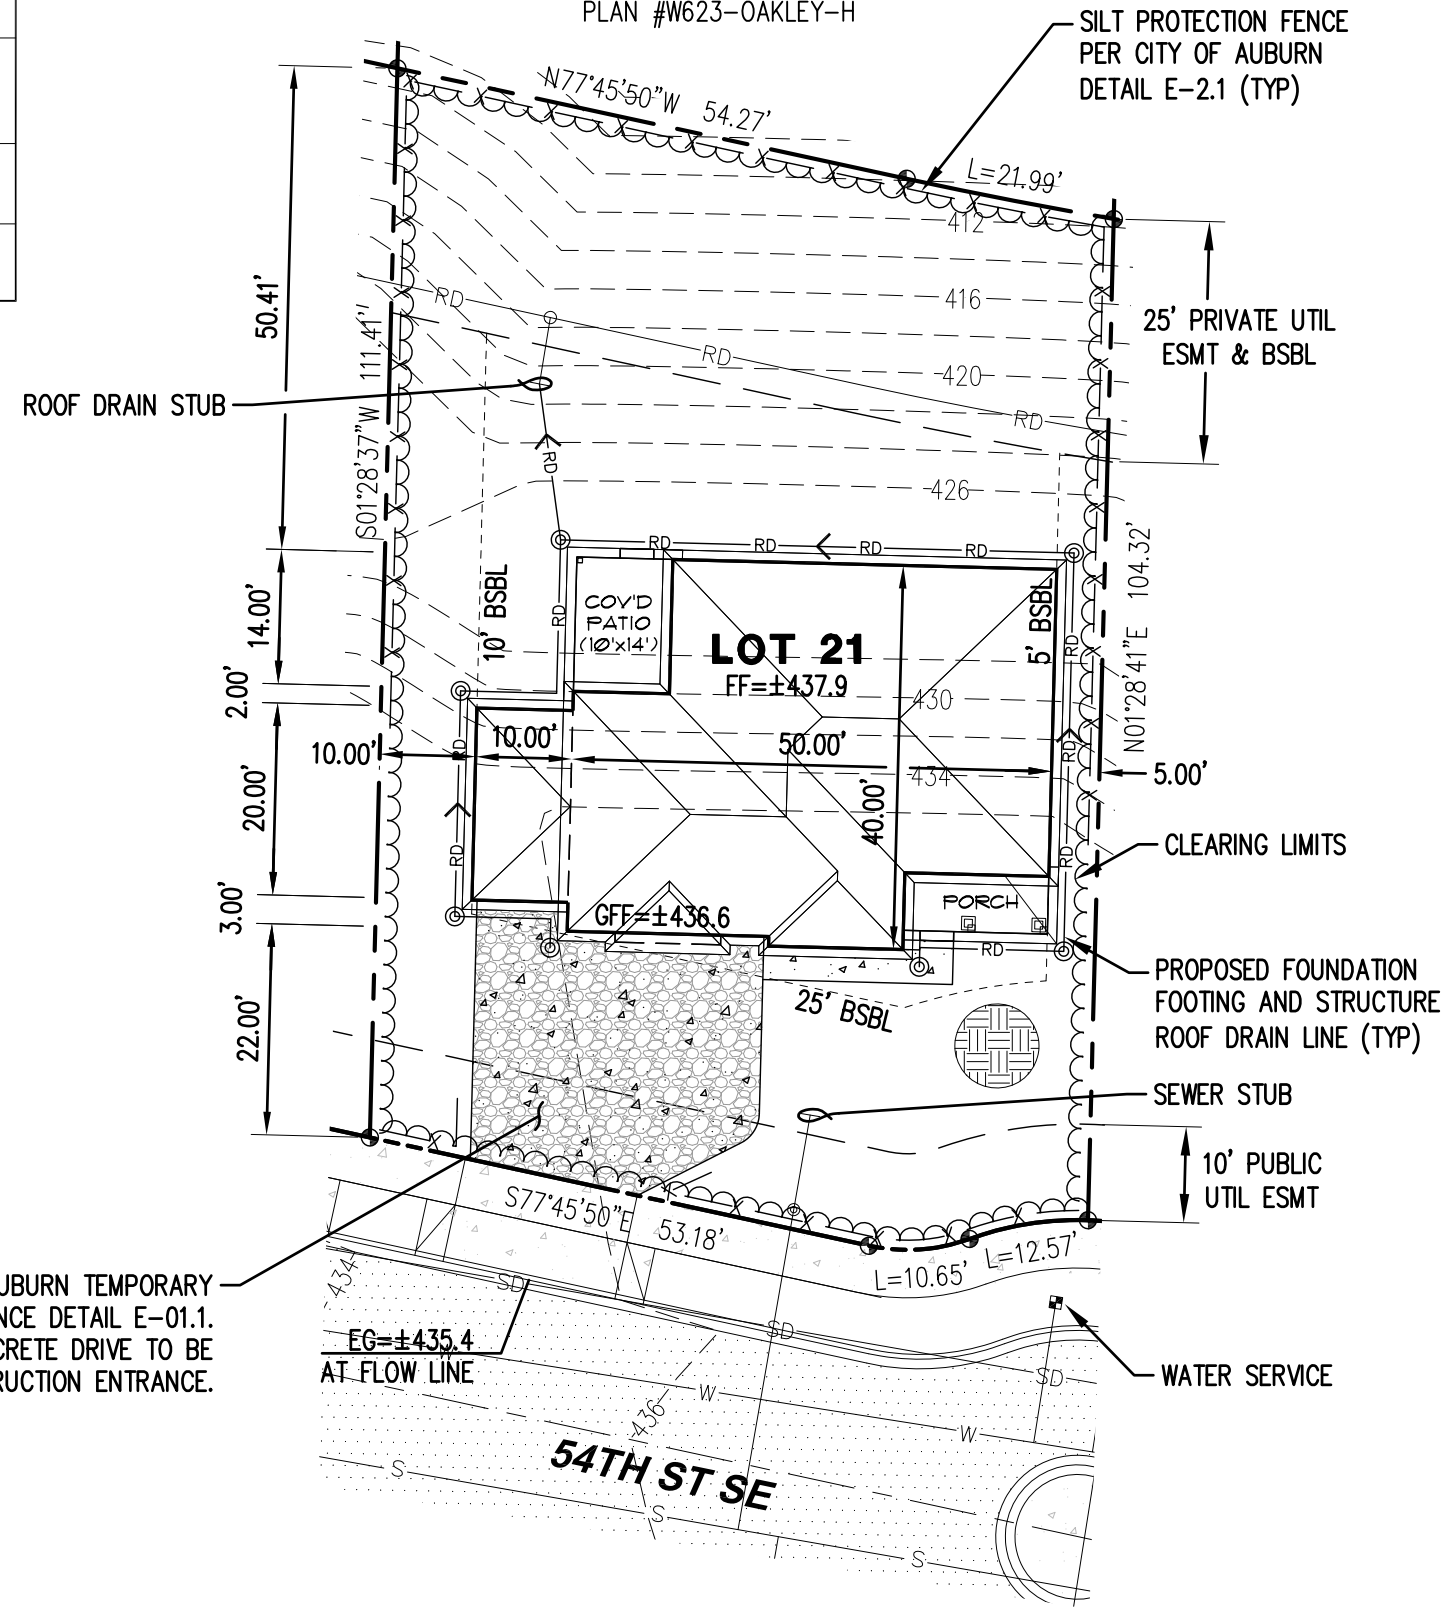 PLAN #W623-OAKLEY-H
SILT PROTECTION FENCE
PER CITY OF AUBURN
DETAIL E-2.1 (TYP)
N77°45'50"W 54.27'
L=21.99'
412
416
420
426
430
434
25' PRIVATE UTIL
ESMT & BSBL
50.41'
S01°28'37"W 111.41'
RD
RD
RD
ROOF DRAIN STUB
RD
RD
RD
RD
RD
14.00'
2.00'
20.00'
3.00'
22.00'
10' BSBL
RD
COV'D
PATIO
(10'x14')
LOT 21
FF=±437.9
5' BSBL
RD
N01°28'41"E 104.32'
10.00'
10.00'
50.00'
40.00'
5.00'
RD
RD
RD
RD
CLEARING LIMITS
GFF=±436.6
PORCH
RD
25' BSBL
PROPOSED FOUNDATION
FOOTING AND STRUCTURE
ROOF DRAIN LINE (TYP)
SEWER STUB
10' PUBLIC
UTIL ESMT
S77°45'50"E 53.18'
L=10.65'
L=12.57'
UBURN TEMPORARY
NCE DETAIL E-01.1.
CRETE DRIVE TO BE
RUCTION ENTRANCE.
434
SD
SD
SD
EG=±435.4
AT FLOW LINE
W
W
W
WATER SERVICE
436
54TH ST SE
S
S
S